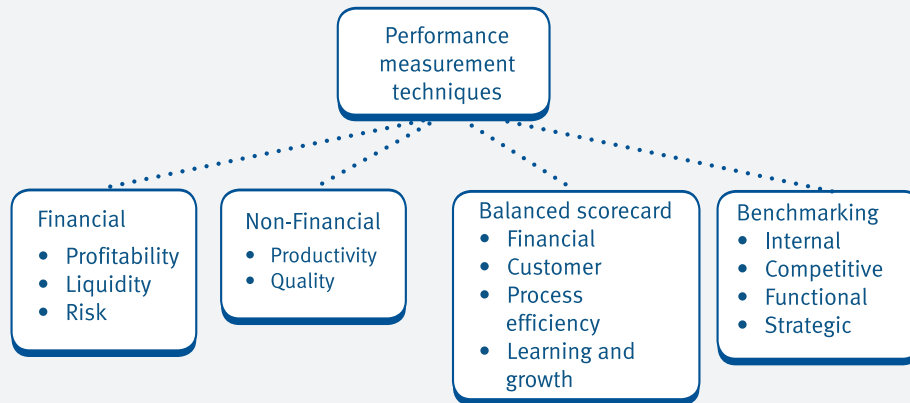 Performance
measurement
techniques
Financial
• Profitability
• Liquidity
• Risk
Non-Financial
• Productivity
• Quality
Balanced scorecard
• Financial
• Customer
• Process
efficiency
• Learning and
growth
Benchmarking
• Internal
• Competitive
• Functional
• Strategic